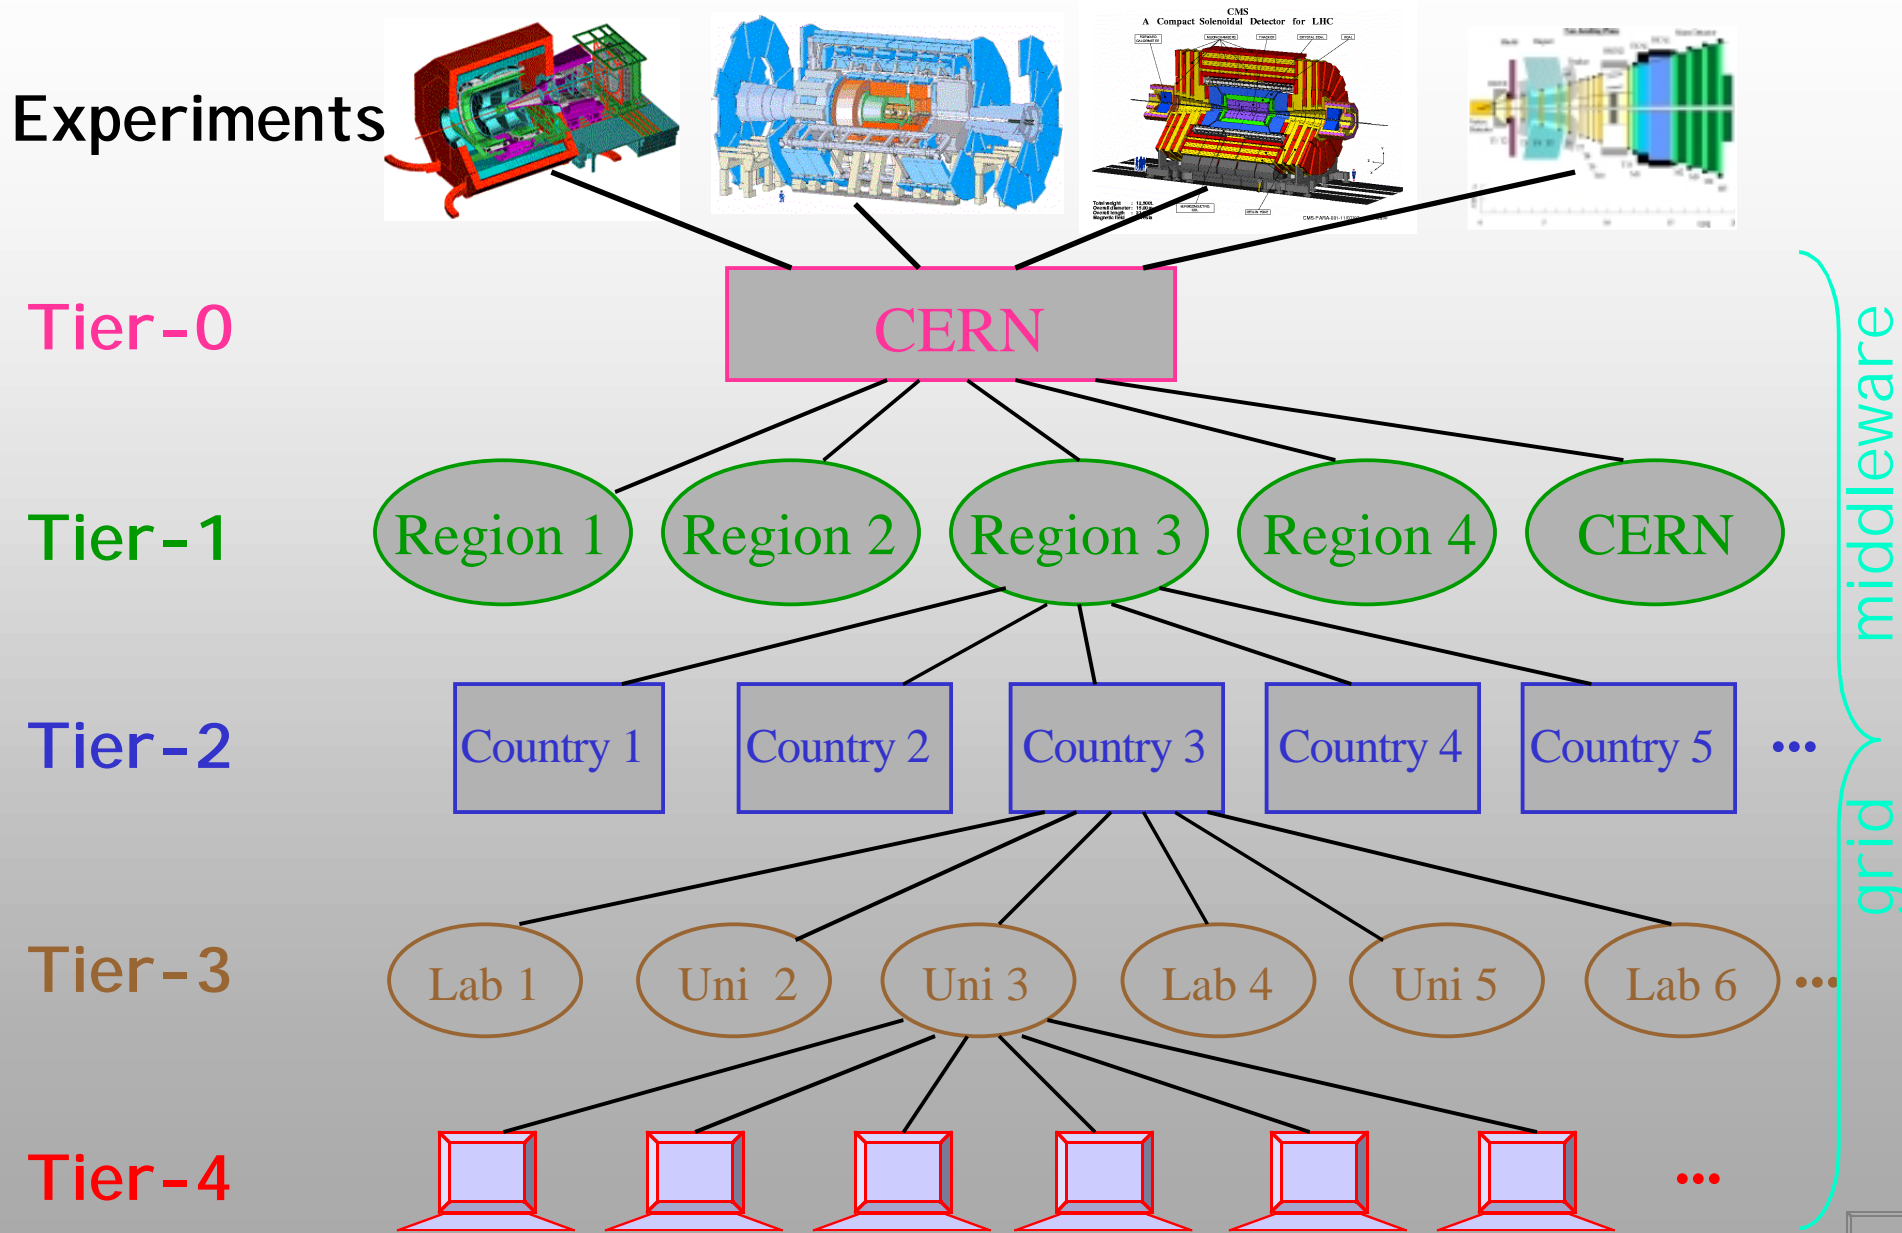 CMS
A Compact Solenoidal Detector for LHC
Experiments
Tier-0
CERN
Tier-1
Region 1
Region 2
Region 3
Region 4
CERN
Tier-2
Country 1
Country 2
Country 3
Country 4
Country 5
...
Tier-3
Lab 1
Uni 2
Uni 3
Lab 4
Uni 5
Lab 6
...
Tier-4
...
grid middleware